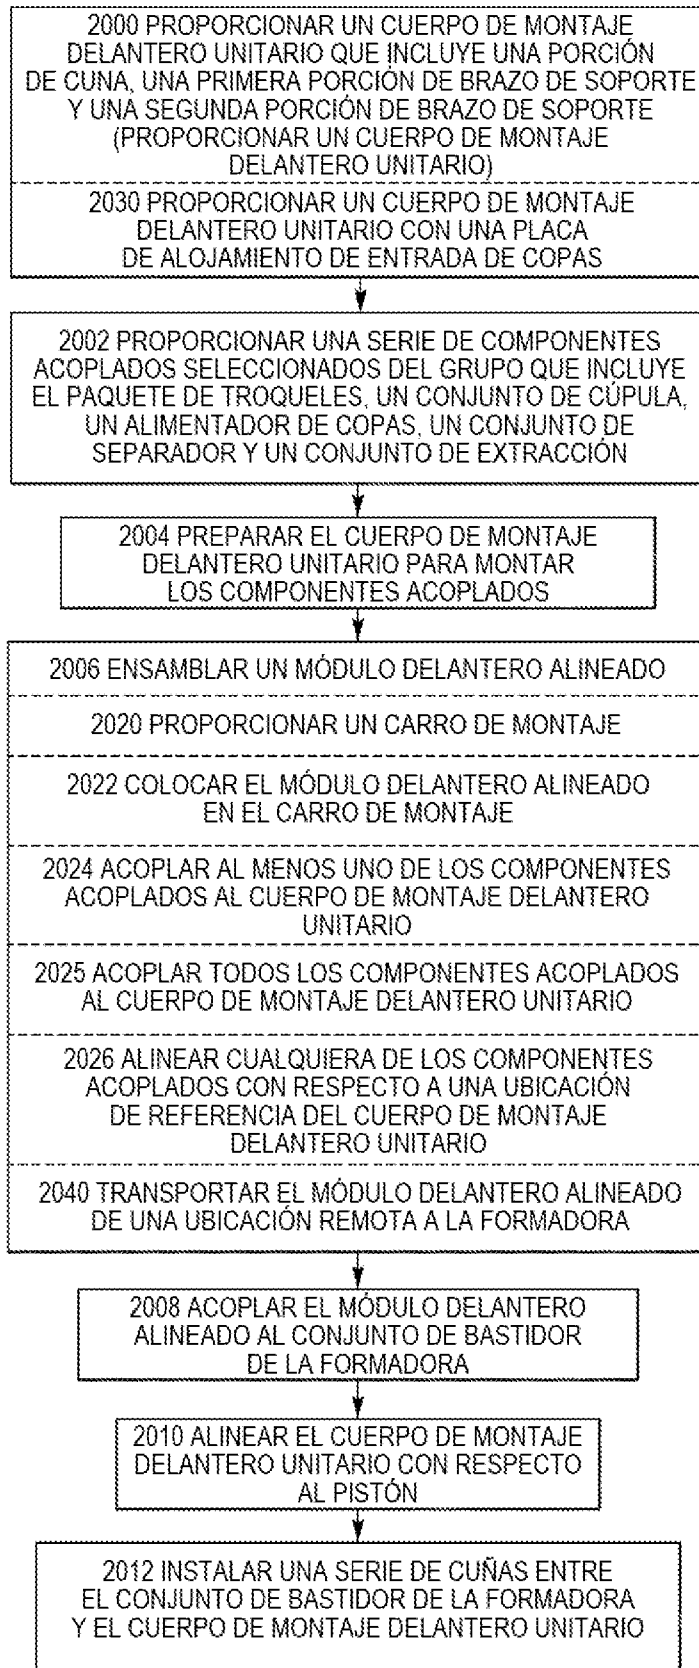 2000 PROPORCIONAR UN CUERPO DE MONTAJE
DELANTERO UNITARIO QUE INCLUYE UNA PORCIÓN
DE CUNA, UNA PRIMERA PORCIÓN DE BRAZO DE SOPORTE
Y UNA SEGUNDA PORCIÓN DE BRAZO DE SOPORTE
(PROPORCIONAR UN CUERPO DE MONTAJE
DELANTERO UNITARIO)
2030 PROPORCIONAR UN CUERPO DE MONTAJE
DELANTERO UNITARIO CON UNA PLACA
DE ALOJAMIENTO DE ENTRADA DE COPAS
2002 PROPORCIONAR UNA SERIE DE COMPONENTES
ACOPLADOS SELECCIONADOS DEL GRUPO QUE INCLUYE
EL PAQUETE DE TROQUELES, UN CONJUNTO DE CÚPULA,
UN ALIMENTADOR DE COPAS, UN CONJUNTO DE
SEPARADOR Y UN CONJUNTO DE EXTRACCIÓN
2004 PREPARAR EL CUERPO DE MONTAJE
DELANTERO UNITARIO PARA MONTAR
LOS COMPONENTES ACOPLADOS
2006 ENSAMBLAR UN MÓDULO DELANTERO ALINEADO
2020 PROPORCIONAR UN CARRO DE MONTAJE
2022 COLOCAR EL MÓDULO DELANTERO ALINEADO
EN EL CARRO DE MONTAJE
2024 ACOPLAR AL MENOS UNO DE LOS COMPONENTES
ACOPLADOS AL CUERPO DE MONTAJE DELANTERO
UNITARIO
2025 ACOPLAR TODOS LOS COMPONENTES ACOPLADOS
AL CUERPO DE MONTAJE DELANTERO UNITARIO
2026 ALINEAR CUALQUIERA DE LOS COMPONENTES
ACOPLADOS CON RESPECTO A UNA UBICACIÓN
DE REFERENCIA DEL CUERPO DE MONTAJE
DELANTERO UNITARIO
2040 TRANSPORTAR EL MÓDULO DELANTERO ALINEADO
DE UNA UBICACIÓN REMOTA A LA FORMADORA
2008 ACOPLAR EL MÓDULO DELANTERO
ALINEADO AL CONJUNTO DE BASTIDOR
DE LA FORMADORA
2010 ALINEAR EL CUERPO DE MONTAJE
DELANTERO UNITARIO CON RESPECTO
AL PISTÓN
2012 INSTALAR UNA SERIE DE CUÑAS ENTRE
EL CONJUNTO DE BASTIDOR DE LA FORMADORA
Y EL CUERPO DE MONTAJE DELANTERO UNITARIO